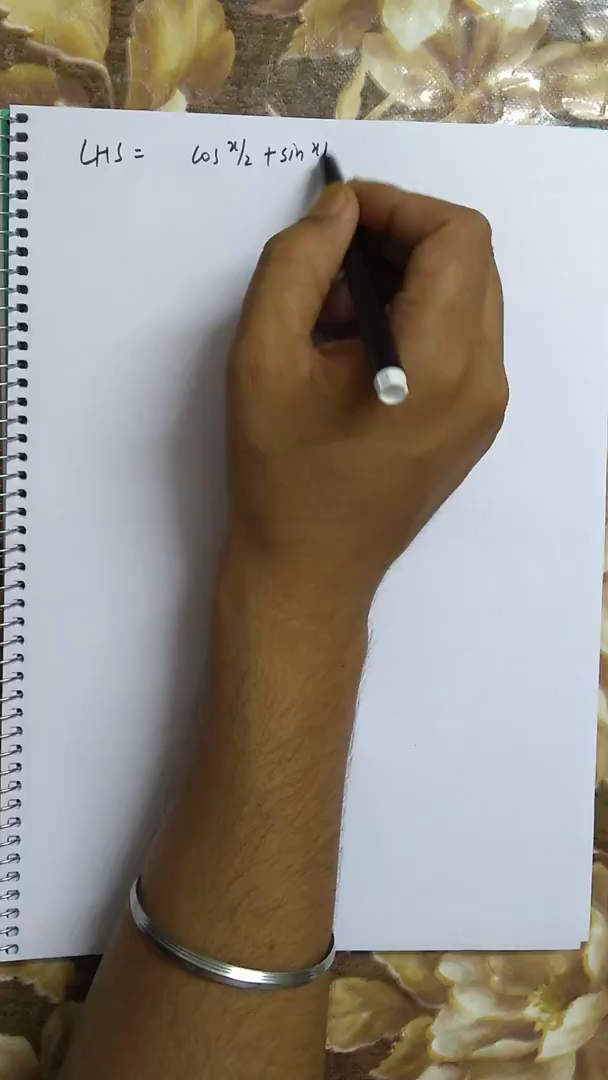 LHS = cos x/2 + sin x/